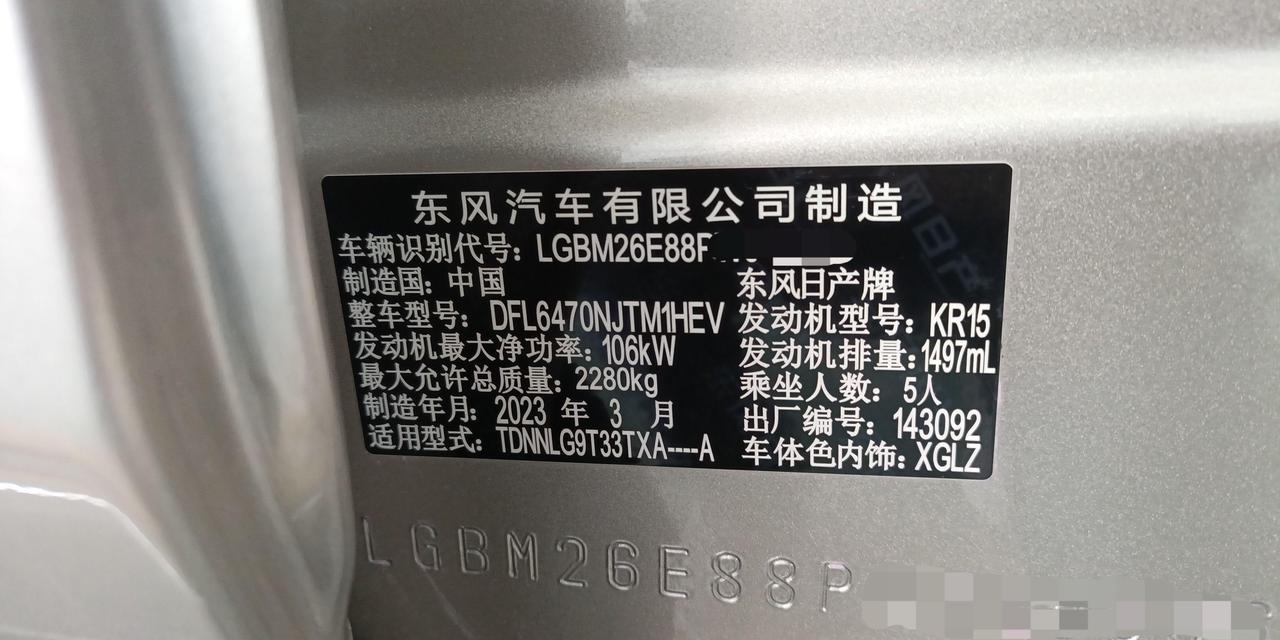 东风汽车有限公司制造
车辆识别代号: LGBM26E88P
制造国: 中国 东风日产牌
整车型号: DFL6470NJTM1HEV 发动机型号: KR15
发动机最大净功率: 106kW 发动机排量: 1497mL
最大允许总质量: 2280kg 乘坐人数: 5人
制造年月: 2023 年 3 月 出厂编号: 143092
适用型式: TDNNLG9T33TXA----A 车体色内饰: XGLZ
LGBM26E88P